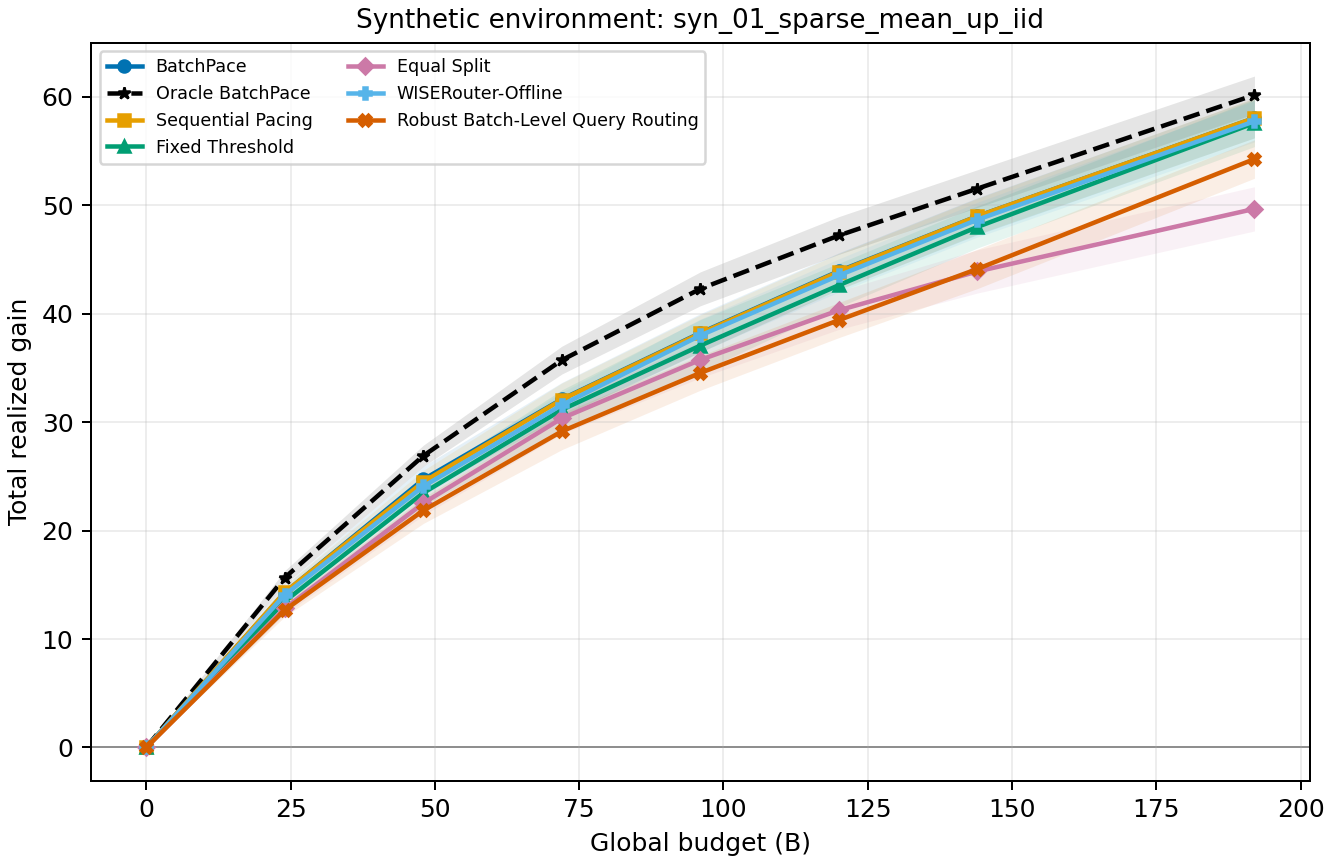 Synthetic environment: syn_01_sparse_mean_up_iid
BatchPace
Oracle BatchPace
Sequential Pacing
Fixed Threshold
Equal Split
WISERouter-Offline
Robust Batch-Level Query Routing
Total realized gain
60
50
40
30
20
10
0
0 25 50 75 100 125 150 175 200
Global budget (B)